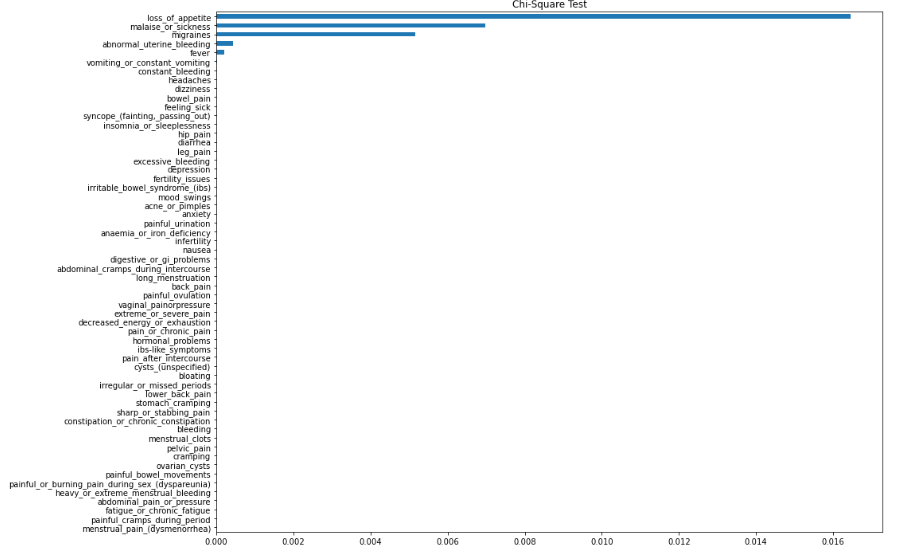 Chi-Square Test
loss_of_appetite
malaise_or_sickness
migraines
abnormal_uterine_bleeding
fever
vomiting_or_constant_vomiting
constant_bleeding
headaches
dizziness
bowel_pain
feeling_sick
syncope_(fainting,_passing_out)
insomnia_or_sleeplessness
hip_pain
diarrhea
leg_pain
excessive_bleeding
depression
fertility_issues
irritable_bowel_syndrome_(ibs)
mood_swings
acne_or_pimples
anxiety
painful_urination
anaemia_or_iron_deficiency
infertility
nausea
digestive_or_gi_problems
abdominal_cramps_during_intercourse
long_menstruation
back_pain
painful_ovulation
vaginal_painorpressure
extreme_or_severe_pain
decreased_energy_or_exhaustion
pain_or_chronic_pain
hormonal_problems
ibs-like_symptoms
pain_after_intercourse
cysts_(unspecified)
bloating
irregular_or_missed_periods
lower_back_pain
stomach_cramping
sharp_or_stabbing_pain
constipation_or_chronic_constipation
bleeding
menstrual_clots
pelvic_pain
cramping
ovarian_cysts
painful_bowel_movements
painful_or_burning_pain_during_sex_(dyspareunia)
heavy_or_extreme_menstrual_bleeding
abdominal_pain_or_pressure
fatigue_or_chronic_fatigue
painful_cramps_during_period
menstrual_pain_(dysmenorrhea)
0.000 0.002 0.004 0.006 0.008 0.010 0.012 0.014 0.016